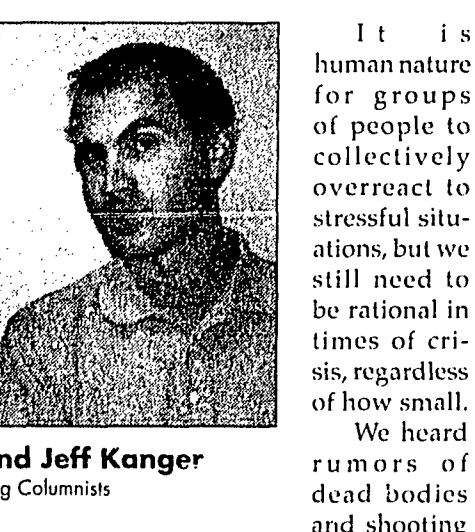 nd Jeff Kanger
g Columnists
It is
human nature
for groups
of people to
collectively
overreact to
stressful situ-
ations, but we
still need to
be rational in
times of cri-
sis, regardless
of how small.
We heard
rumors of
dead bodies
and shooting